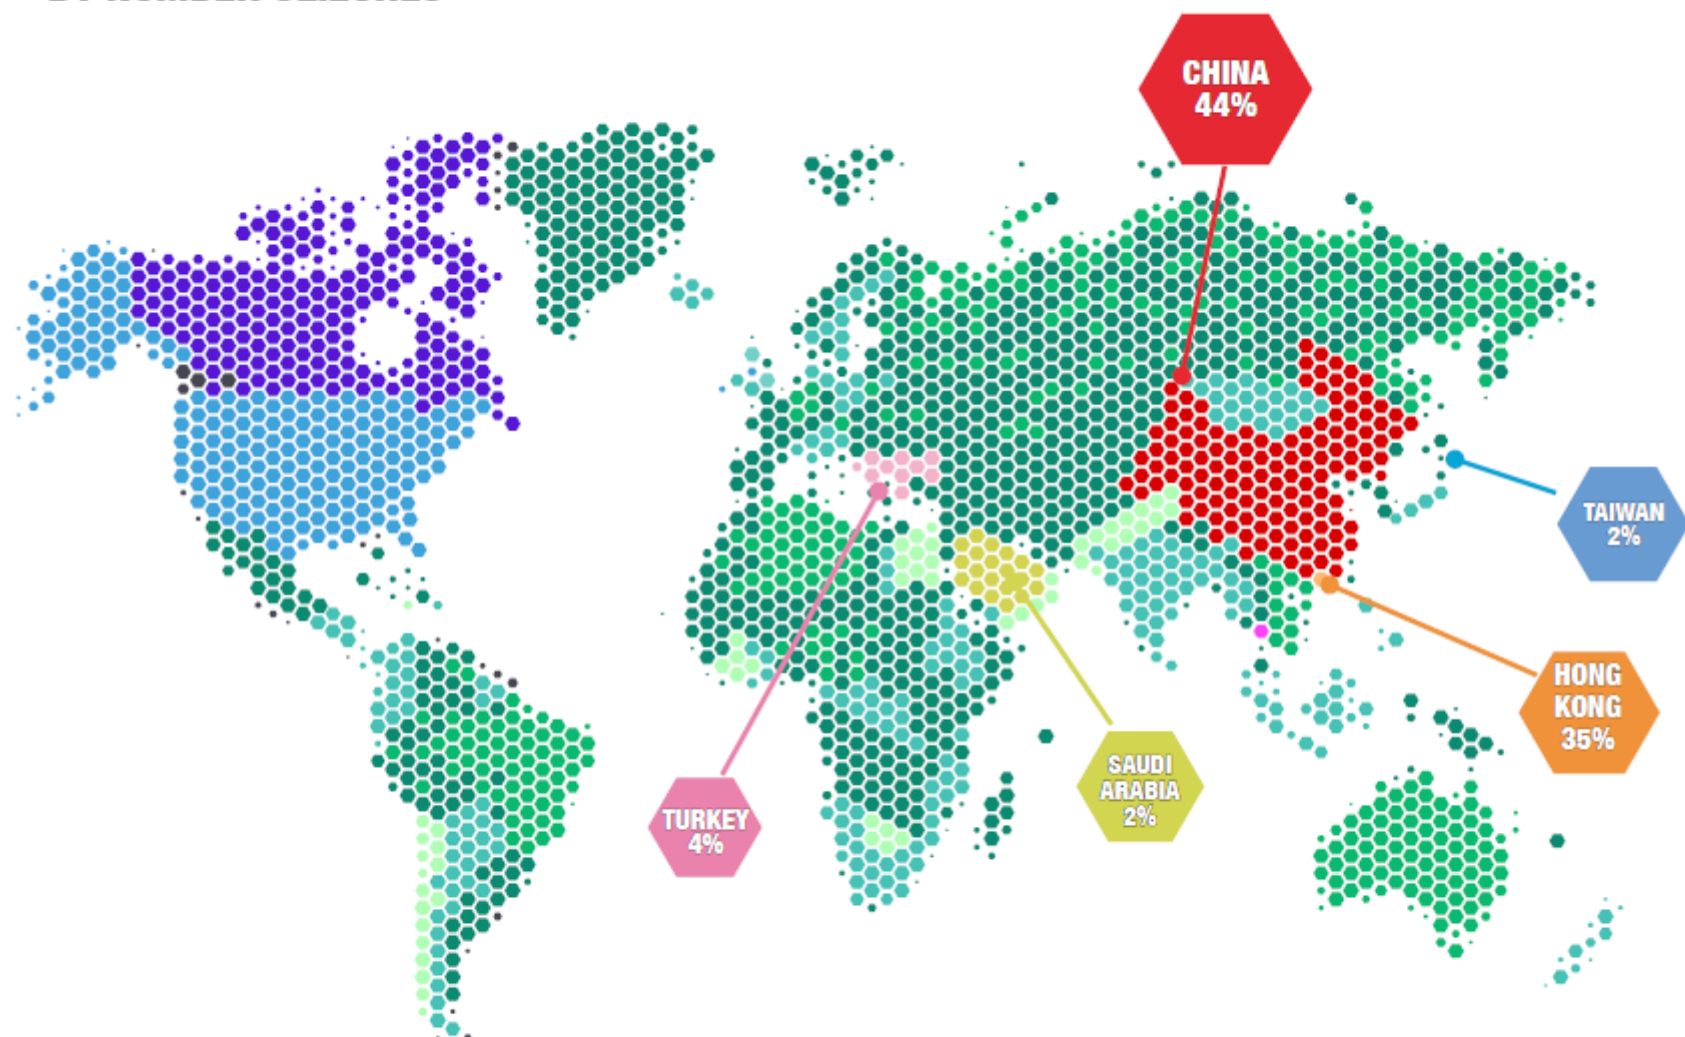 CHINA
44%
TAIWAN
2%
HONG
KONG
35%
SAUDI
ARABIA
2%
TURKEY
4%